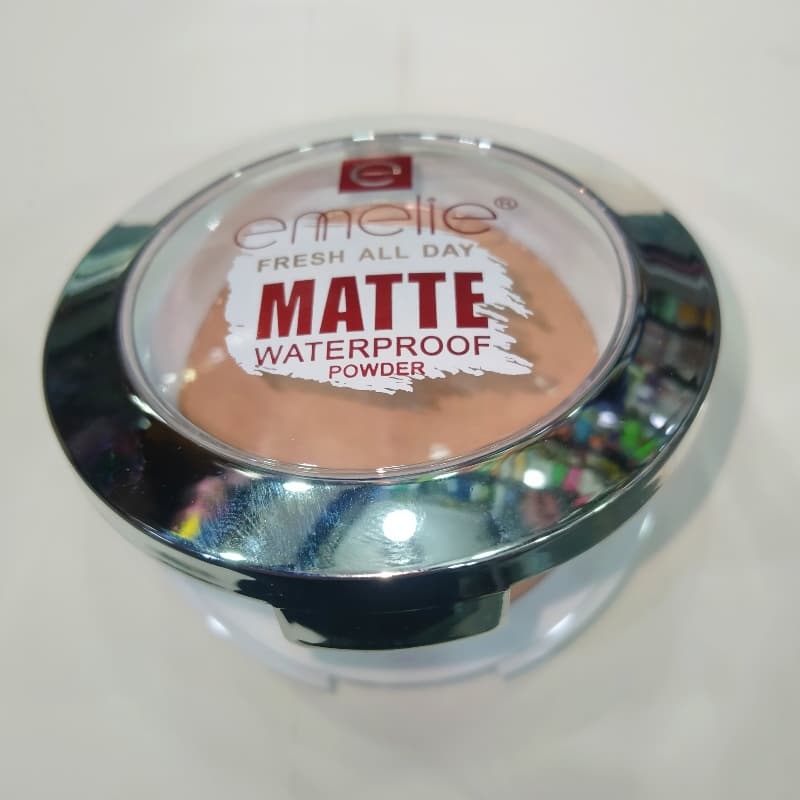 e
emelie®
FRESH ALL DAY
MATTE
WATERPROOF
POWDER